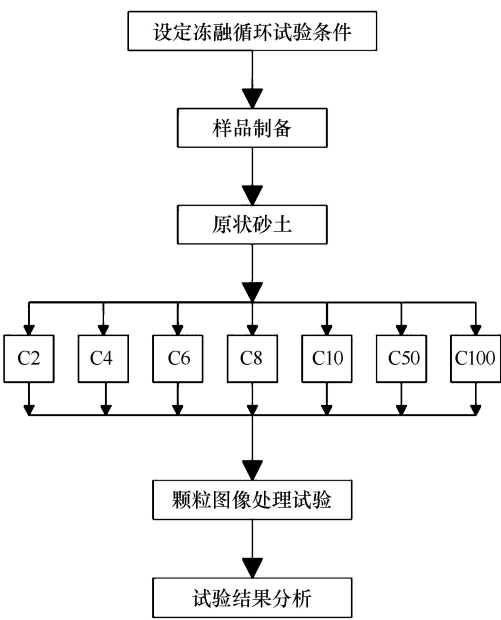 设定冻融循环试验条件
样品制备
原状砂土
C2 C4 C6 C8 C10 C50 C100
颗粒图像处理试验
试验结果分析